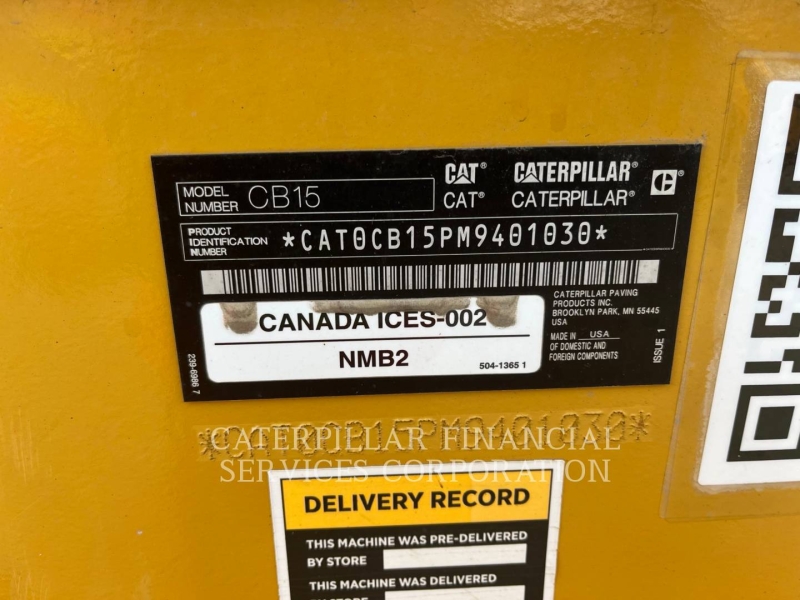 CAT® CATERPILLAR®
MODEL NUMBER CB15
CAT® CATERPILLAR® C
PRODUCT IDENTIFICATION NUMBER *CAT0CB15PM9401030*
CATERPILLAR PAVING
PRODUCTS INC.
BROOKLYN PARK, MN 55445
USA
CANADA ICES-002
NMB2
504-1365 1
MADE IN USA
OF DOMESTIC AND
FOREIGN COMPONENTS
ISSUE 1
239-6986 7
*CAT0CB15PM9401030*
CATERPILLAR FINANCIAL
SERVICES CORPORATION
DELIVERY RECORD
THIS MACHINE WAS PRE-DELIVERED
BY STORE
THIS MACHINE WAS DELIVERED
BY STORE